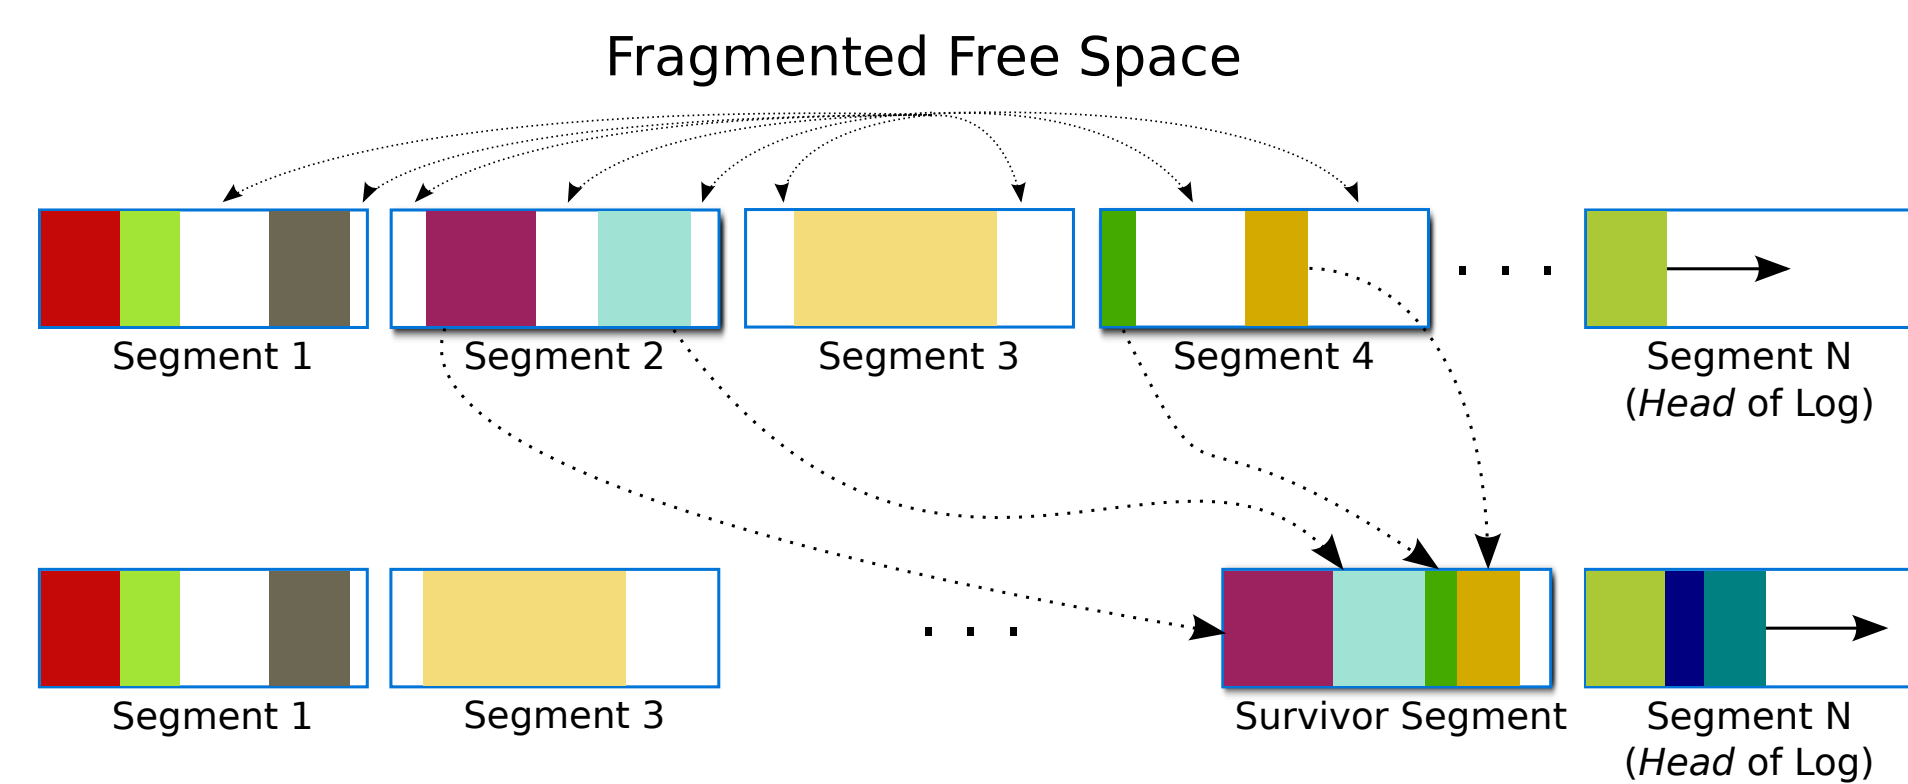 Fragmented Free Space
Segment 1
Segment 2
Segment 3
Segment 4
. . .
Segment N
(Head of Log)
Segment 1
Segment 3
. . .
Survivor Segment
Segment N
(Head of Log)